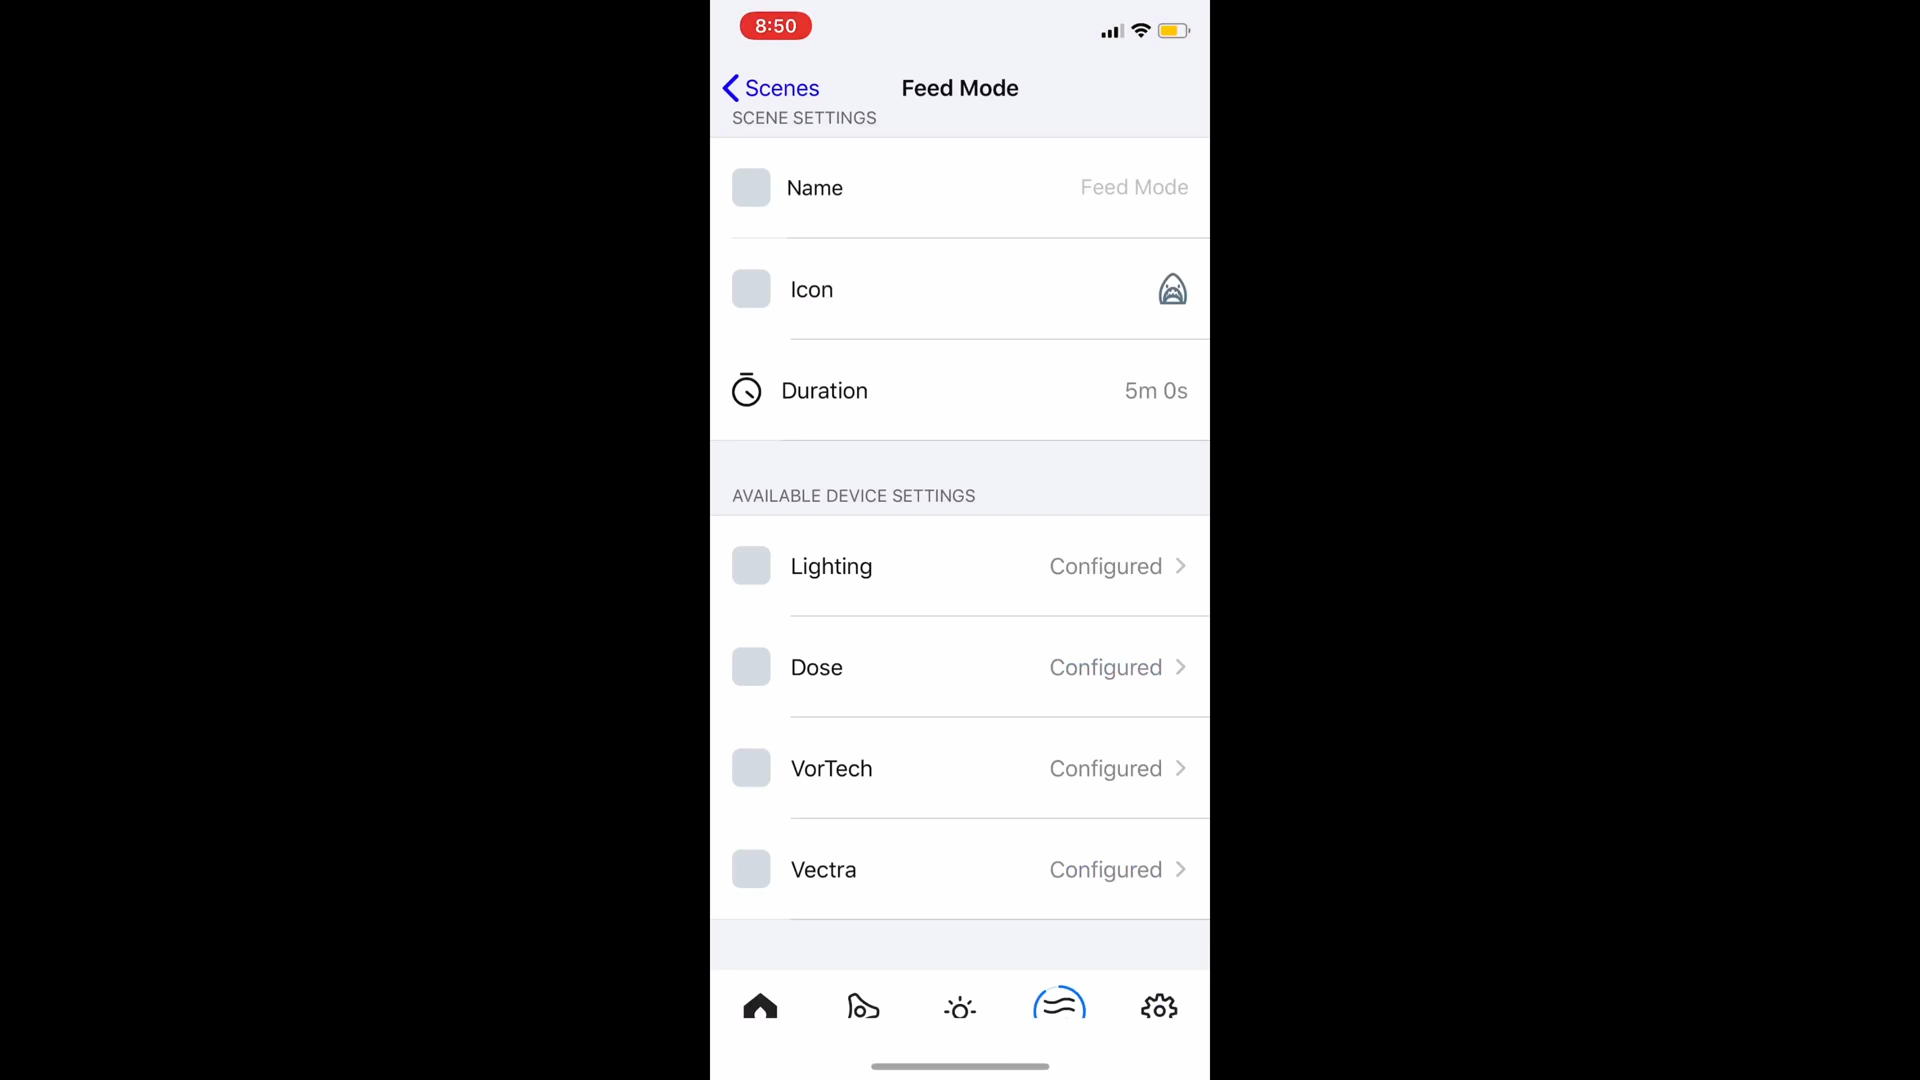 8:50
Scenes
Feed Mode
SCENE SETTINGS
Name
Feed Mode
Icon
Duration
5m 0s
AVAILABLE DEVICE SETTINGS
Lighting
Configured
Dose
Configured
VorTech
Configured
Vectra
Configured